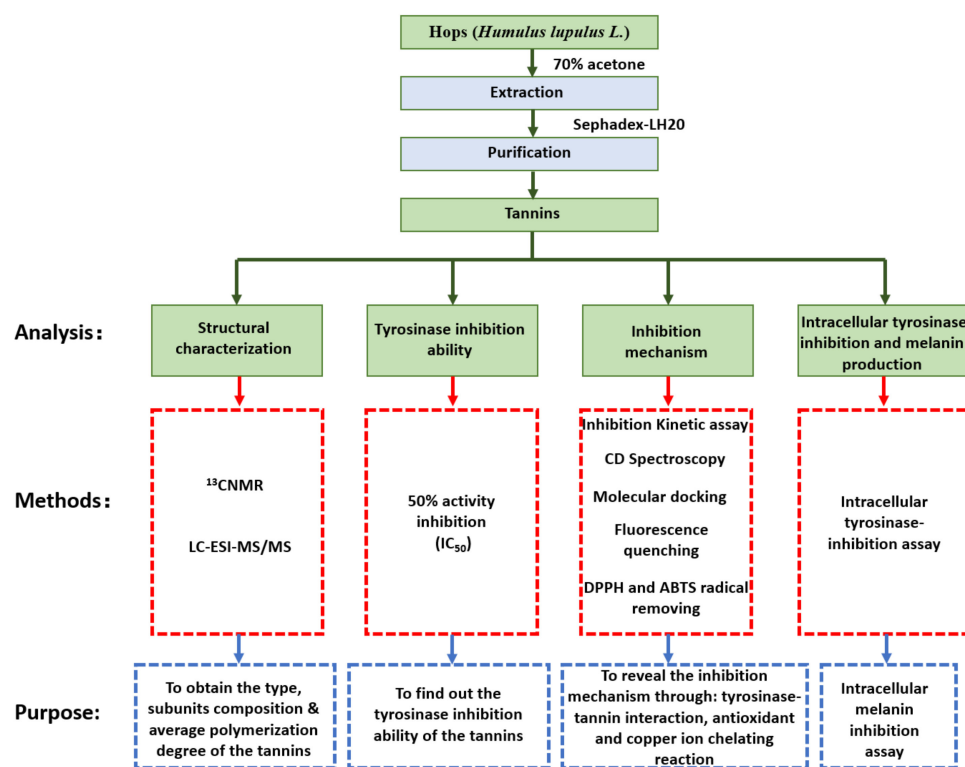 Hops (Humulus lupulus L.)
70% acetone
Extraction
Sephadex-LH20
Purification
Tannins
Analysis:
Structural
characterization
Tyrosinase inhibition
ability
Inhibition
mechanism
Intracellular tyrosinase
inhibition and melanin
production
Methods:
¹³CNMR
LC-ESI-MS/MS
50% activity
inhibition
(IC₅₀)
Inhibition Kinetic assay
CD Spectroscopy
Molecular docking
Fluorescence
quenching
DPPH and ABTS radical
removing
Intracellular
tyrosinase-
inhibition assay
Purpose:
To obtain the type,
subunits composition &
average polymerization
degree of the tannins
To find out the
tyrosinase inhibition
ability of the tannins
To reveal the inhibition
mechanism through: tyrosinase-
tannin interaction, antioxidant
and copper ion chelating
reaction
Intracellular
melanin
inhibition
assay